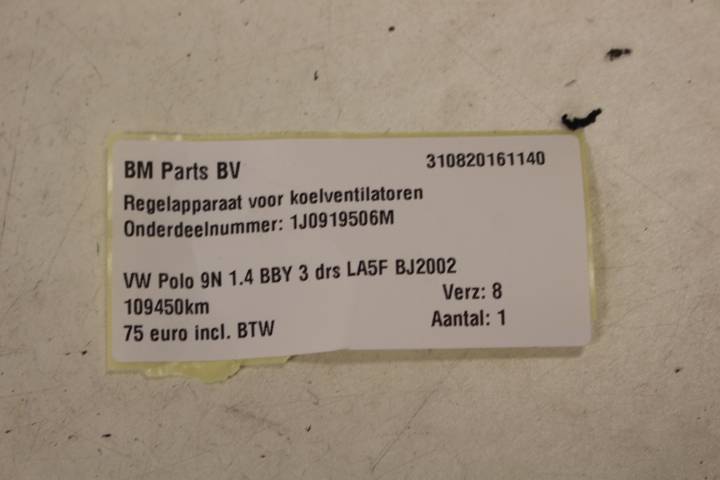 BM Parts BV 310820161140
Regelapparaat voor koelventilatoren
Onderdeelnummer: 1J0919506M
VW Polo 9N 1.4 BBY 3 drs LA5F BJ2002
109450km Verz: 8
75 euro incl. BTW Aantal: 1